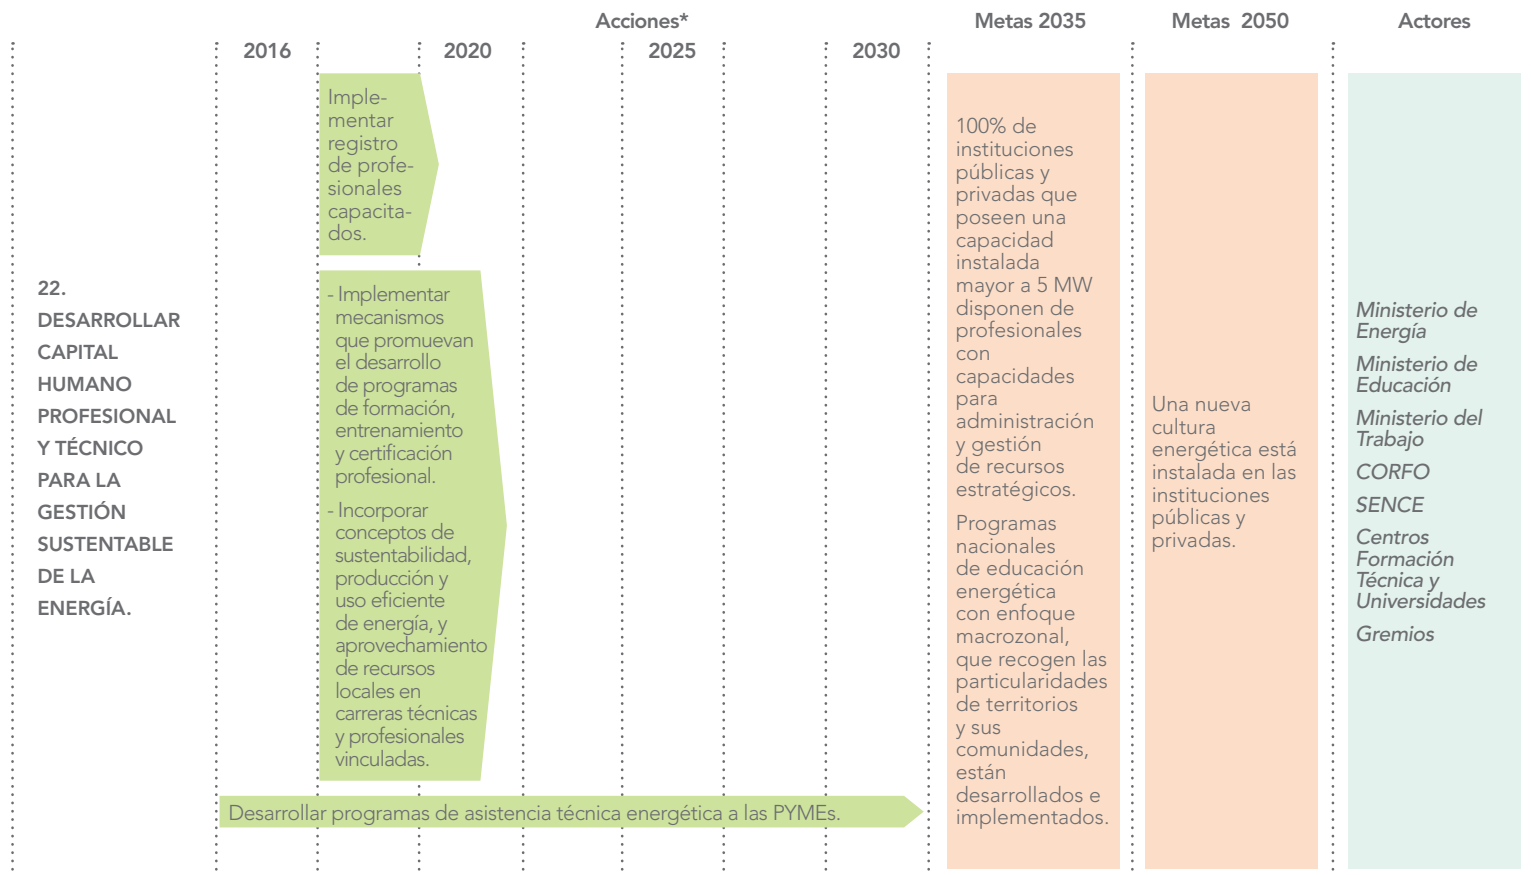 Acciones*
Metas 2035
Metas 2050
Actores
2016
2020
2025
2030
22.
DESARROLLAR
CAPITAL
HUMANO
PROFESIONAL
Y TÉCNICO
PARA LA
GESTIÓN
SUSTENTABLE
DE LA
ENERGÍA.
Imple-
mentar
registro
de profe-
sionales
capacita-
dos.
- Implementar
mecanismos
que promuevan
el desarrollo
de programas
de formación,
entrenamiento
y certificación
profesional.
- Incorporar
conceptos de
sustentabilidad,
producción y
uso eficiente
de energía, y
aprovechamiento
de recursos
locales en
carreras técnicas
y profesionales
vinculadas.
Desarrollar programas de asistencia técnica energética a las PYMEs.
100% de
instituciones
públicas y
privadas que
poseen una
capacidad
instalada
mayor a 5 MW
disponen de
profesionales
con
capacidades
para
administración
y gestión
de recursos
estratégicos.
Programas
nacionales
de educación
energética
con enfoque
macrozonal,
que recogen las
particularidades
de territorios
y sus
comunidades,
están
desarrollados e
implementados.
Una nueva
cultura
energética está
instalada en las
instituciones
públicas y
privadas.
Ministerio de
Energía
Ministerio de
Educación
Ministerio del
Trabajo
CORFO
SENCE
Centros
Formación
Técnica y
Universidades
Gremios